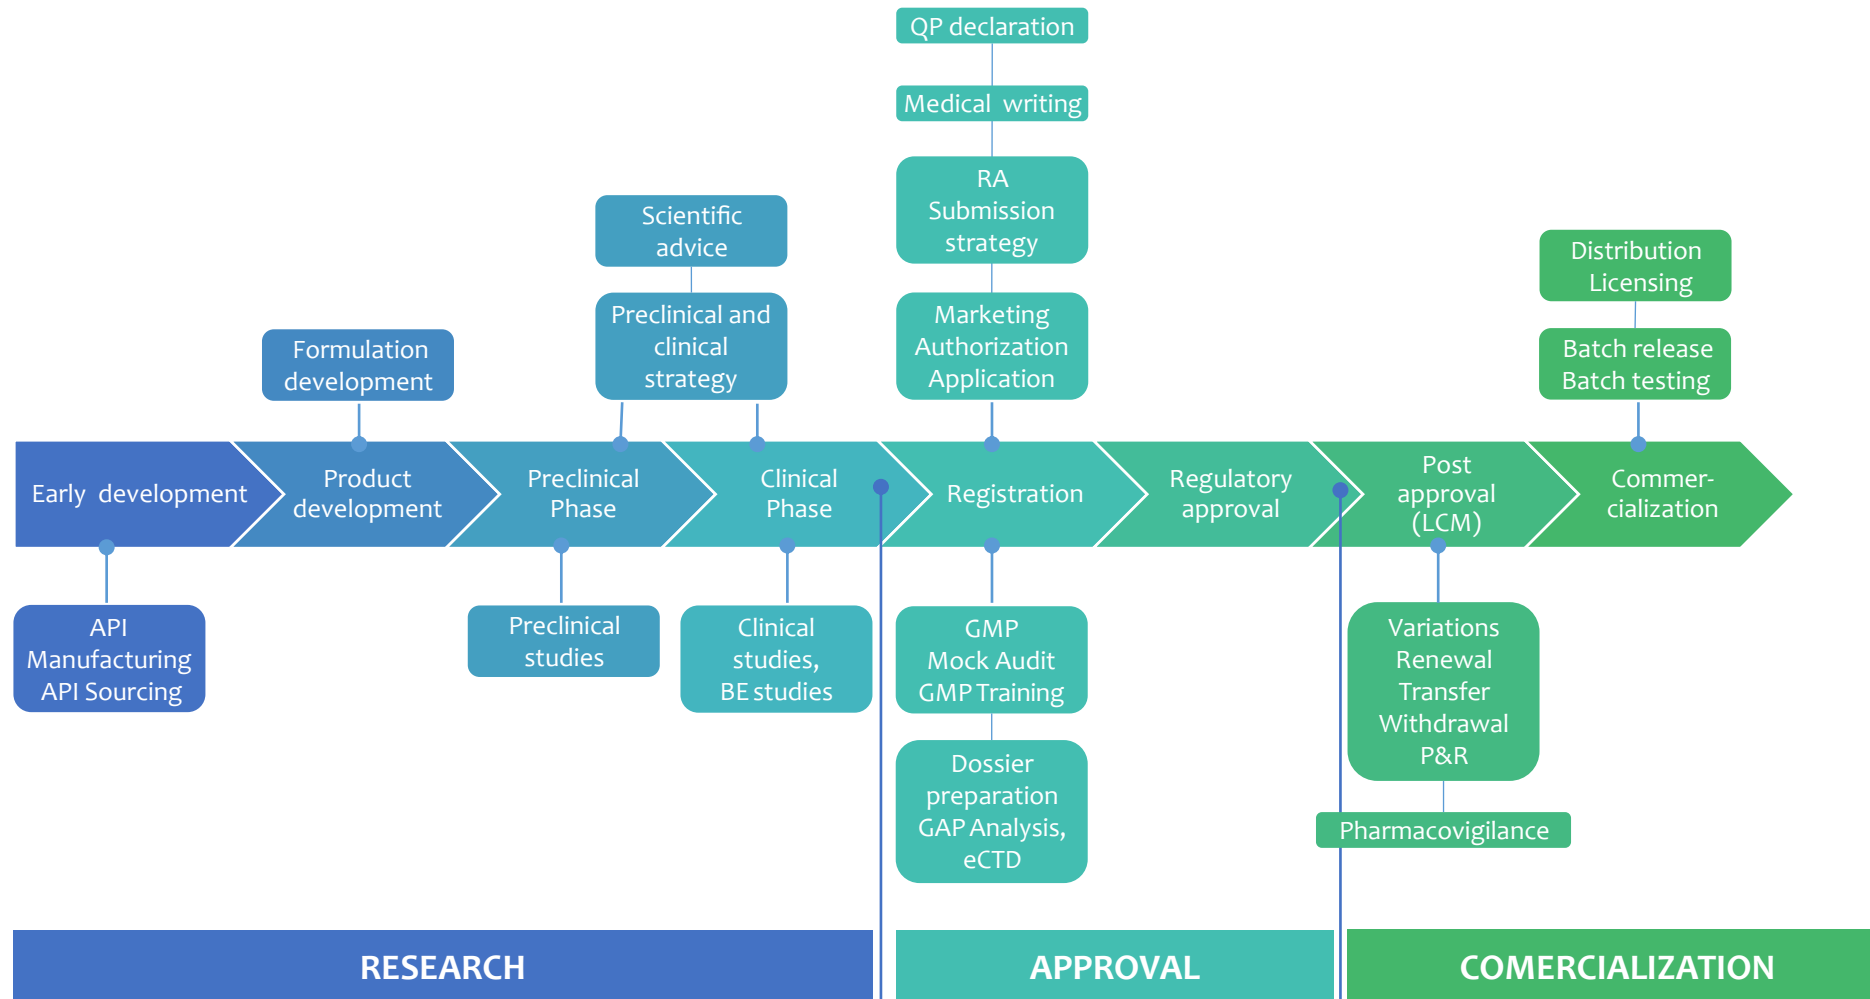 QP declaration
Medical writing
RA
Submission
strategy
Scientific
advice
Distribution
Licensing
Preclinical and
clinical
strategy
Marketing
Authorization
Application
Formulation
development
Batch release
Batch testing
Early development
Product
development
Preclinical
Phase
Clinical
Phase
Registration
Regulatory
approval
Post
approval
(LCM)
Commer-
cialization
API
Manufacturing
API Sourcing
Preclinical
studies
Clinical
studies,
BE studies
GMP
Mock Audit
GMP Training
Variations
Renewal
Transfer
Withdrawal
P&R
Dossier
preparation
GAP Analysis,
eCTD
Pharmacovigilance
RESEARCH
APPROVAL
COMERCIALIZATION